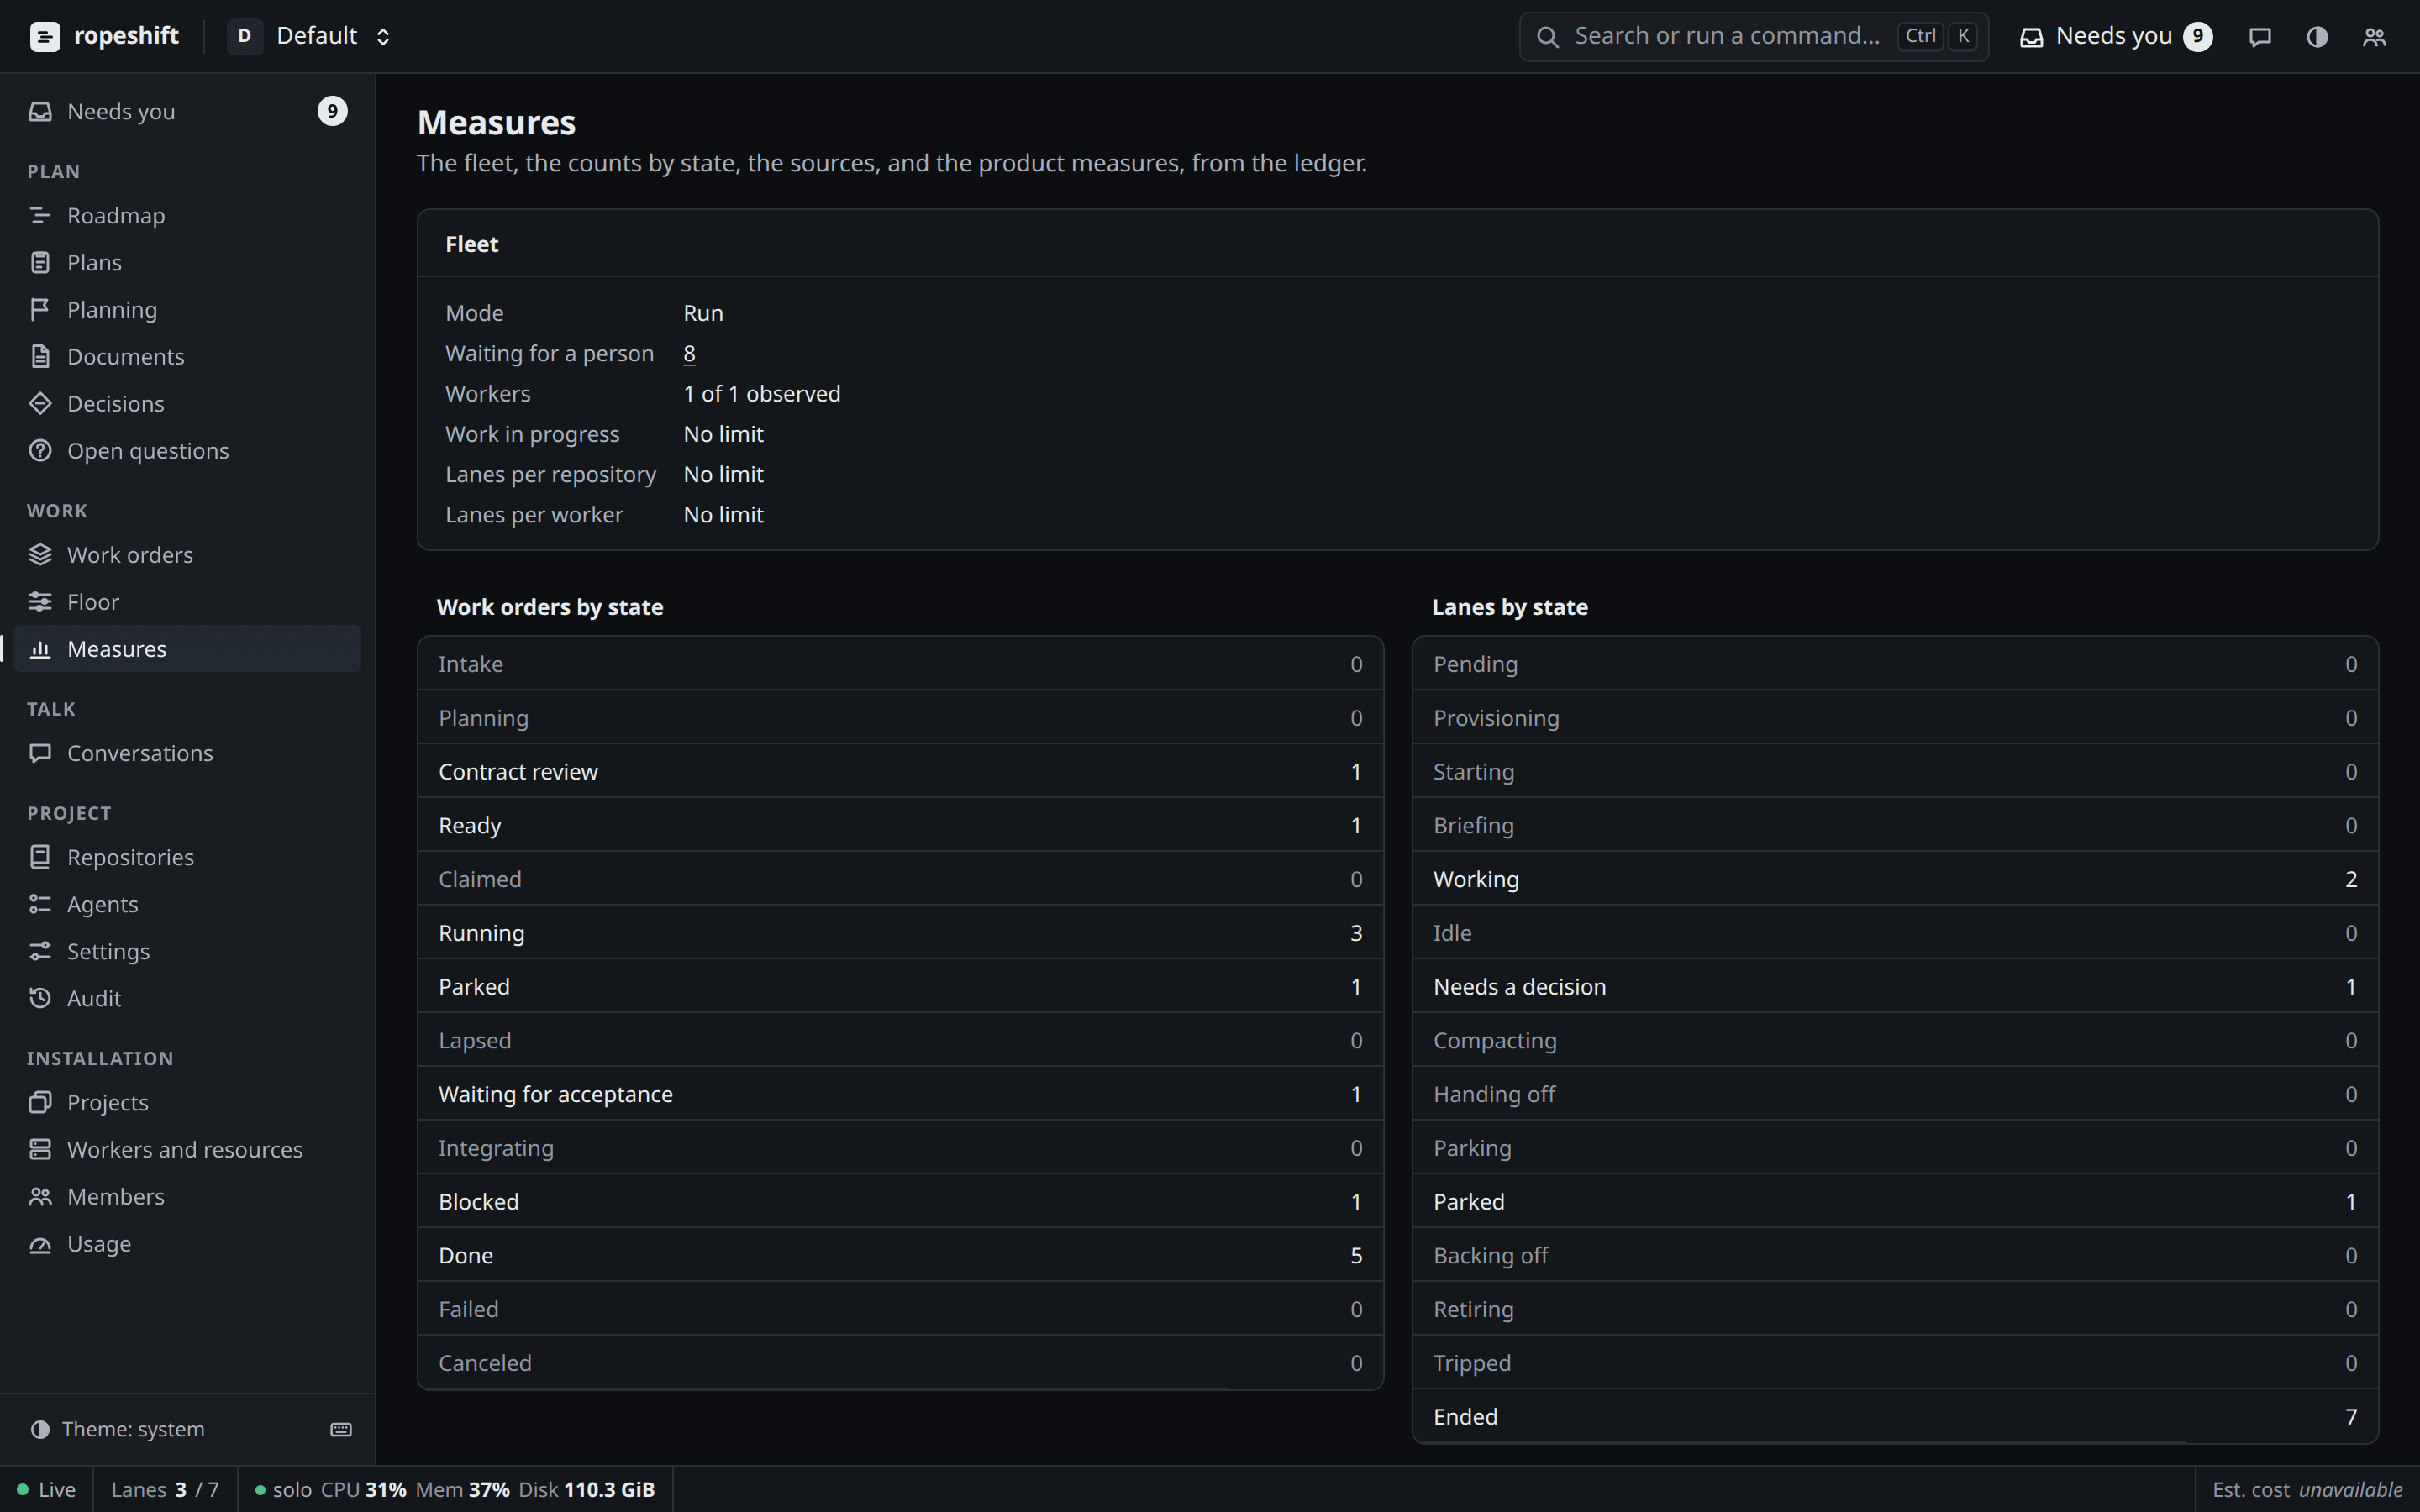 ropeshift
D Default
Search or run a command... Ctrl K
Needs you 9
Needs you 9
PLAN
Roadmap
Plans
Planning
Documents
Decisions
Open questions
WORK
Work orders
Floor
Measures
TALK
Conversations
PROJECT
Repositories
Agents
Settings
Audit
INSTALLATION
Projects
Workers and resources
Members
Usage
Theme: system
Measures
The fleet, the counts by state, the sources, and the product measures, from the ledger.
Fleet
Mode Run
Waiting for a person 8
Workers 1 of 1 observed
Work in progress No limit
Lanes per repository No limit
Lanes per worker No limit
Work orders by state
Intake 0
Planning 0
Contract review 1
Ready 1
Claimed 0
Running 3
Parked 1
Lapsed 0
Waiting for acceptance 1
Integrating 0
Blocked 1
Done 5
Failed 0
Canceled 0
Lanes by state
Pending 0
Provisioning 0
Starting 0
Briefing 0
Working 2
Idle 0
Needs a decision 1
Compacting 0
Handing off 0
Parking 0
Parked 1
Backing off 0
Retiring 0
Tripped 0
Ended 7
Live
Lanes 3 / 7
solo CPU 31% Mem 37% Disk 110.3 GiB
Est. cost unavailable